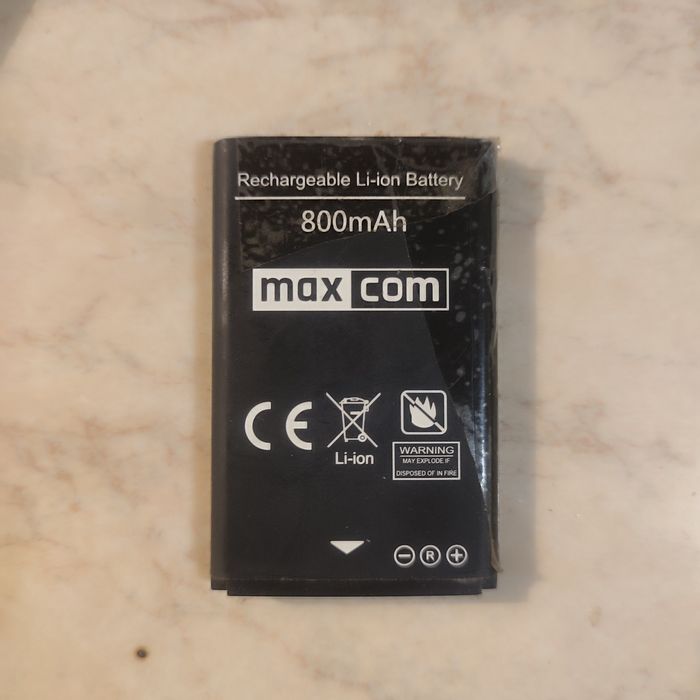 Rechargeable Li-ion Battery
800mAh
max com
CE
Li-ion
WARNING
MAY EXPLODE IF
DISPOSED OF IN FIRE
- R +